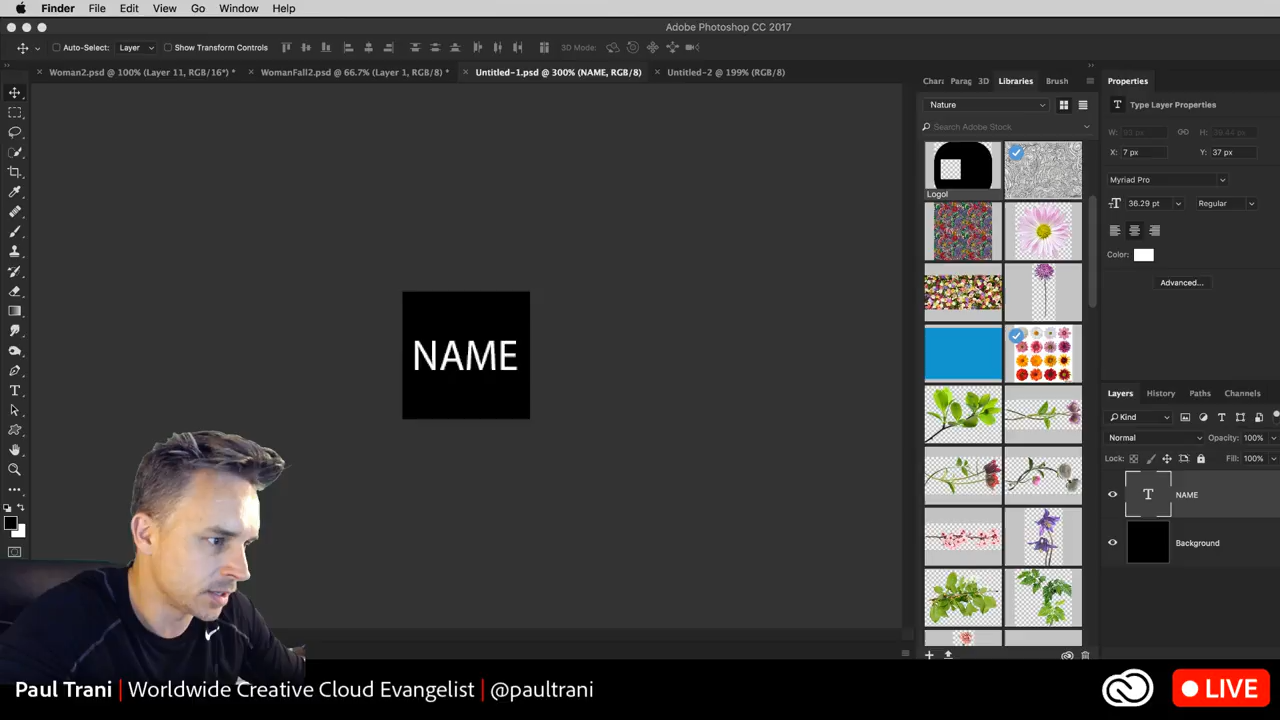 Finder File Edit View Go Window Help
Adobe Photoshop CC 2017
Auto-Select: Layer Show Transform Controls 3D Mode:
Woman2.psd @ 100% (Layer 11, RGB/16*) * WomanFall2.psd @ 66.7% (Layer 1, RGB/8) * Untitled-1.psd @ 300% (NAME, RGB/8) Untitled-2 @ 199% (RGB/8)
Chara Parag 3D Libraries Brush Properties
Nature
T Type Layer Properties
Search Adobe Stock
W: H:
X: 7 px Y: 37 px
Myriad Pro
Logol
36.29 pt Regular
Color:
Advanced...
NAME
Layers History Paths Channels
Kind
Normal Opacity: 100%
Lock: Fill: 100%
T NAME
Background
Paul Trani | Worldwide Creative Cloud Evangelist | @paultrani
LIVE